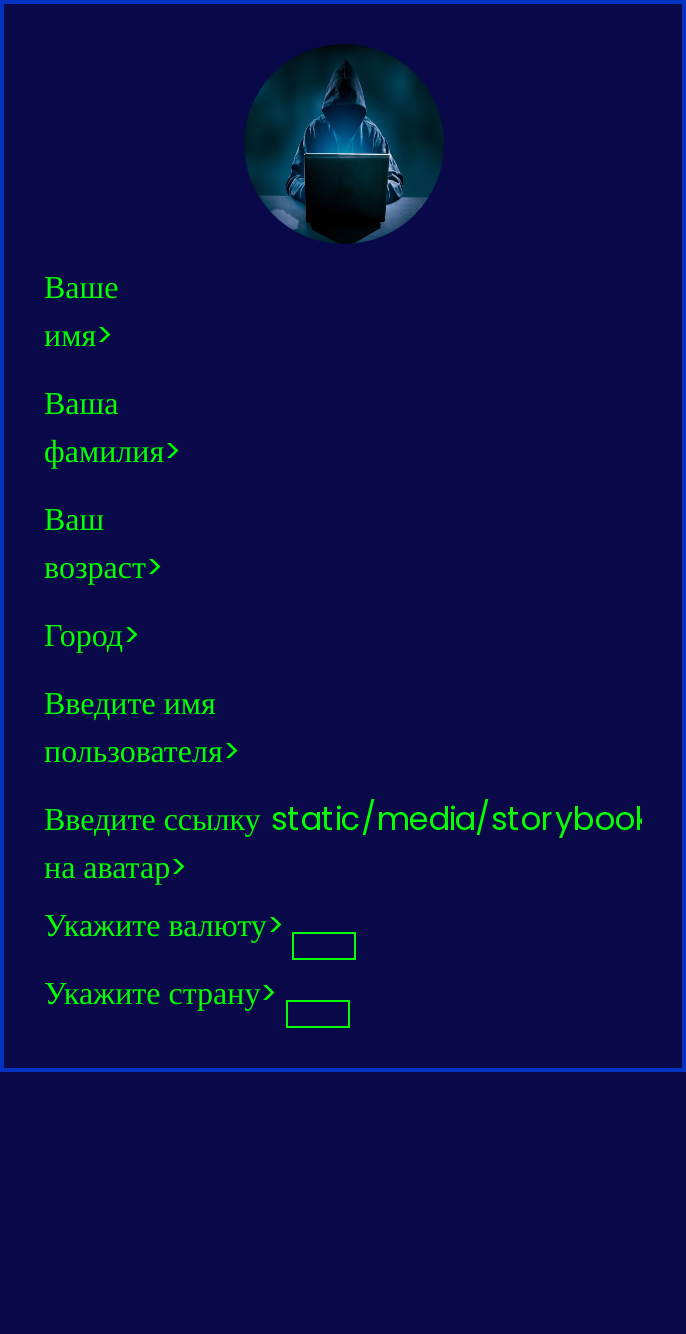 Ваше
имя>
Ваша
фамилия>
Ваш
возраст>
Город>
Введите имя
пользователя>
Введите ссылку static/media/storybook
на аватар>
Укажите валюту>
Укажите страну>